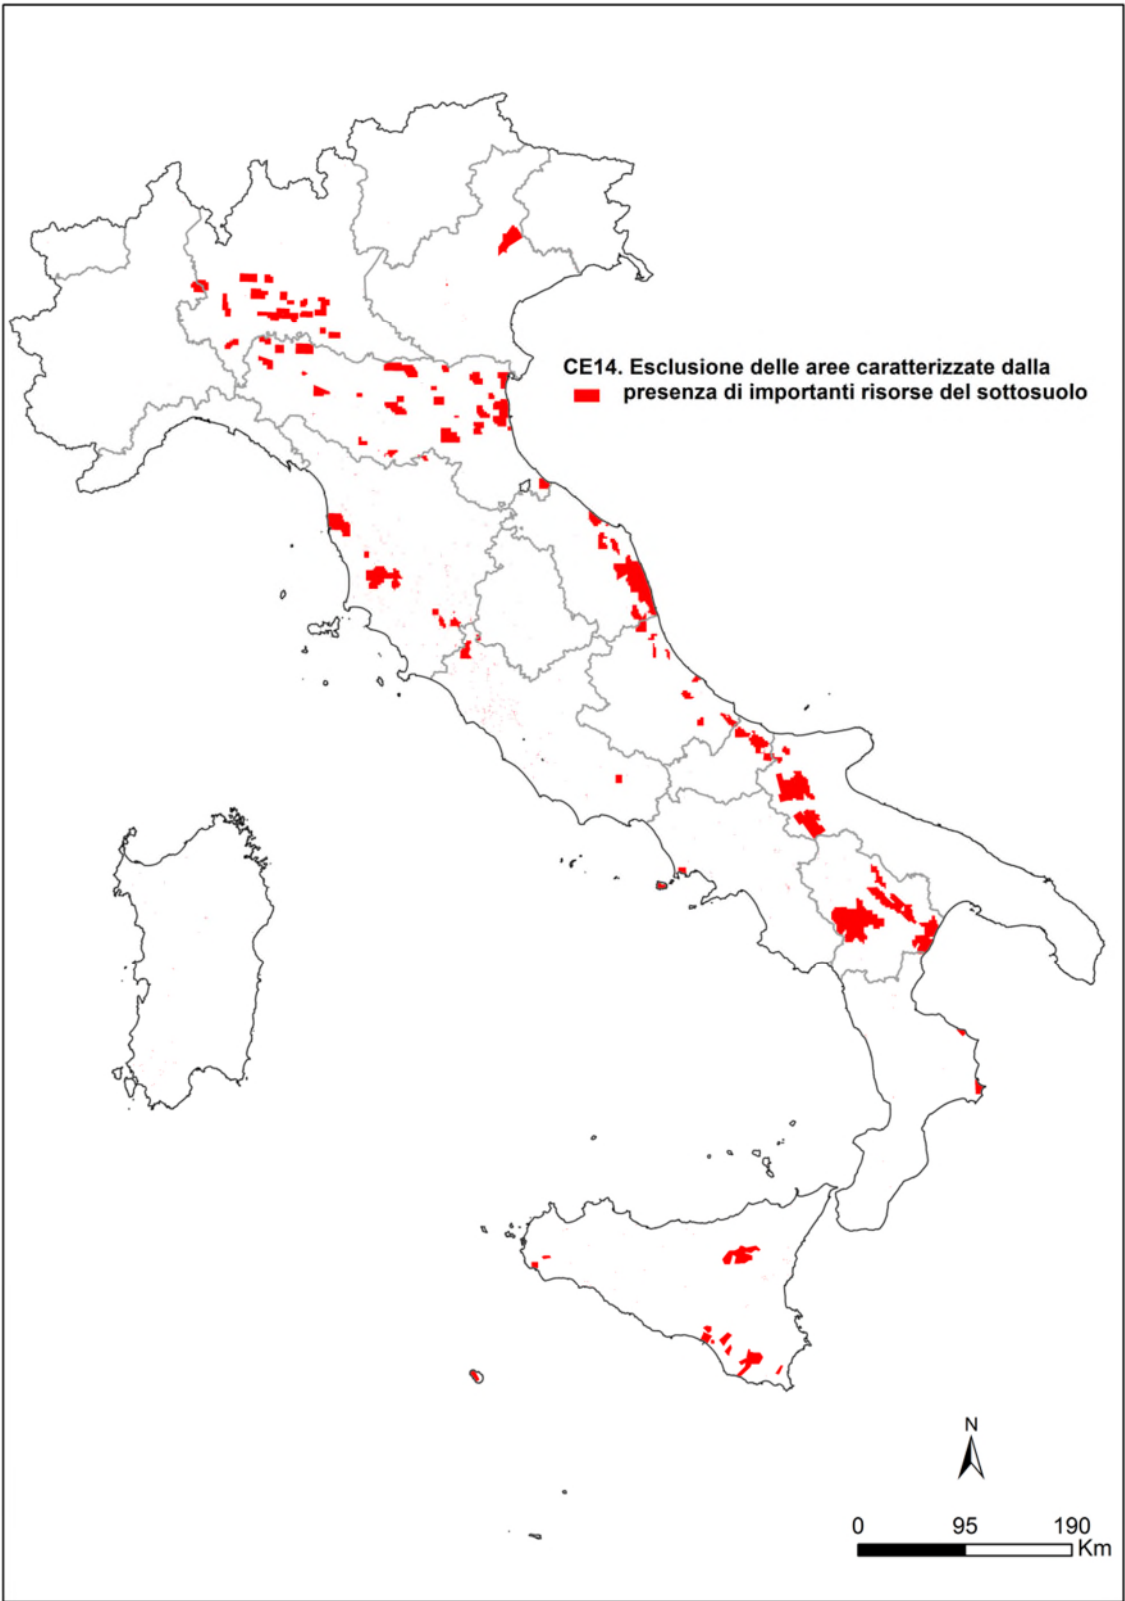 CE14. Esclusione delle aree caratterizzate dalla
presenza di importanti risorse del sottosuolo
N
0 95 190
Km